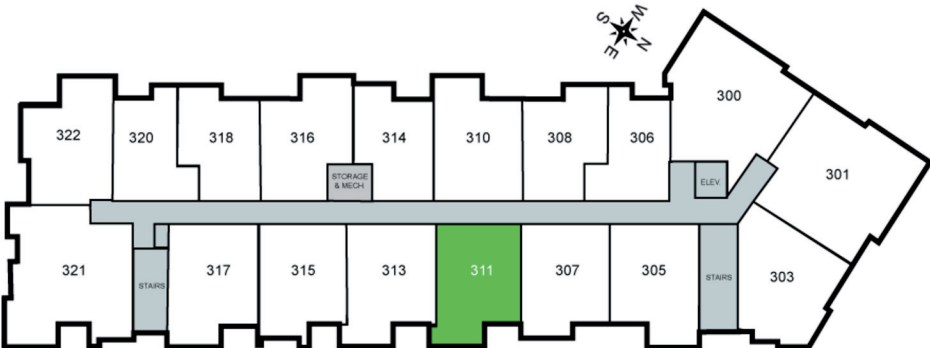 W
S
N
E
300
322
320
318
316
314
310
308
306
301
STORAGE
& MECH.
ELEV.
321
STAIRS
317
315
313
311
307
305
STAIRS
303